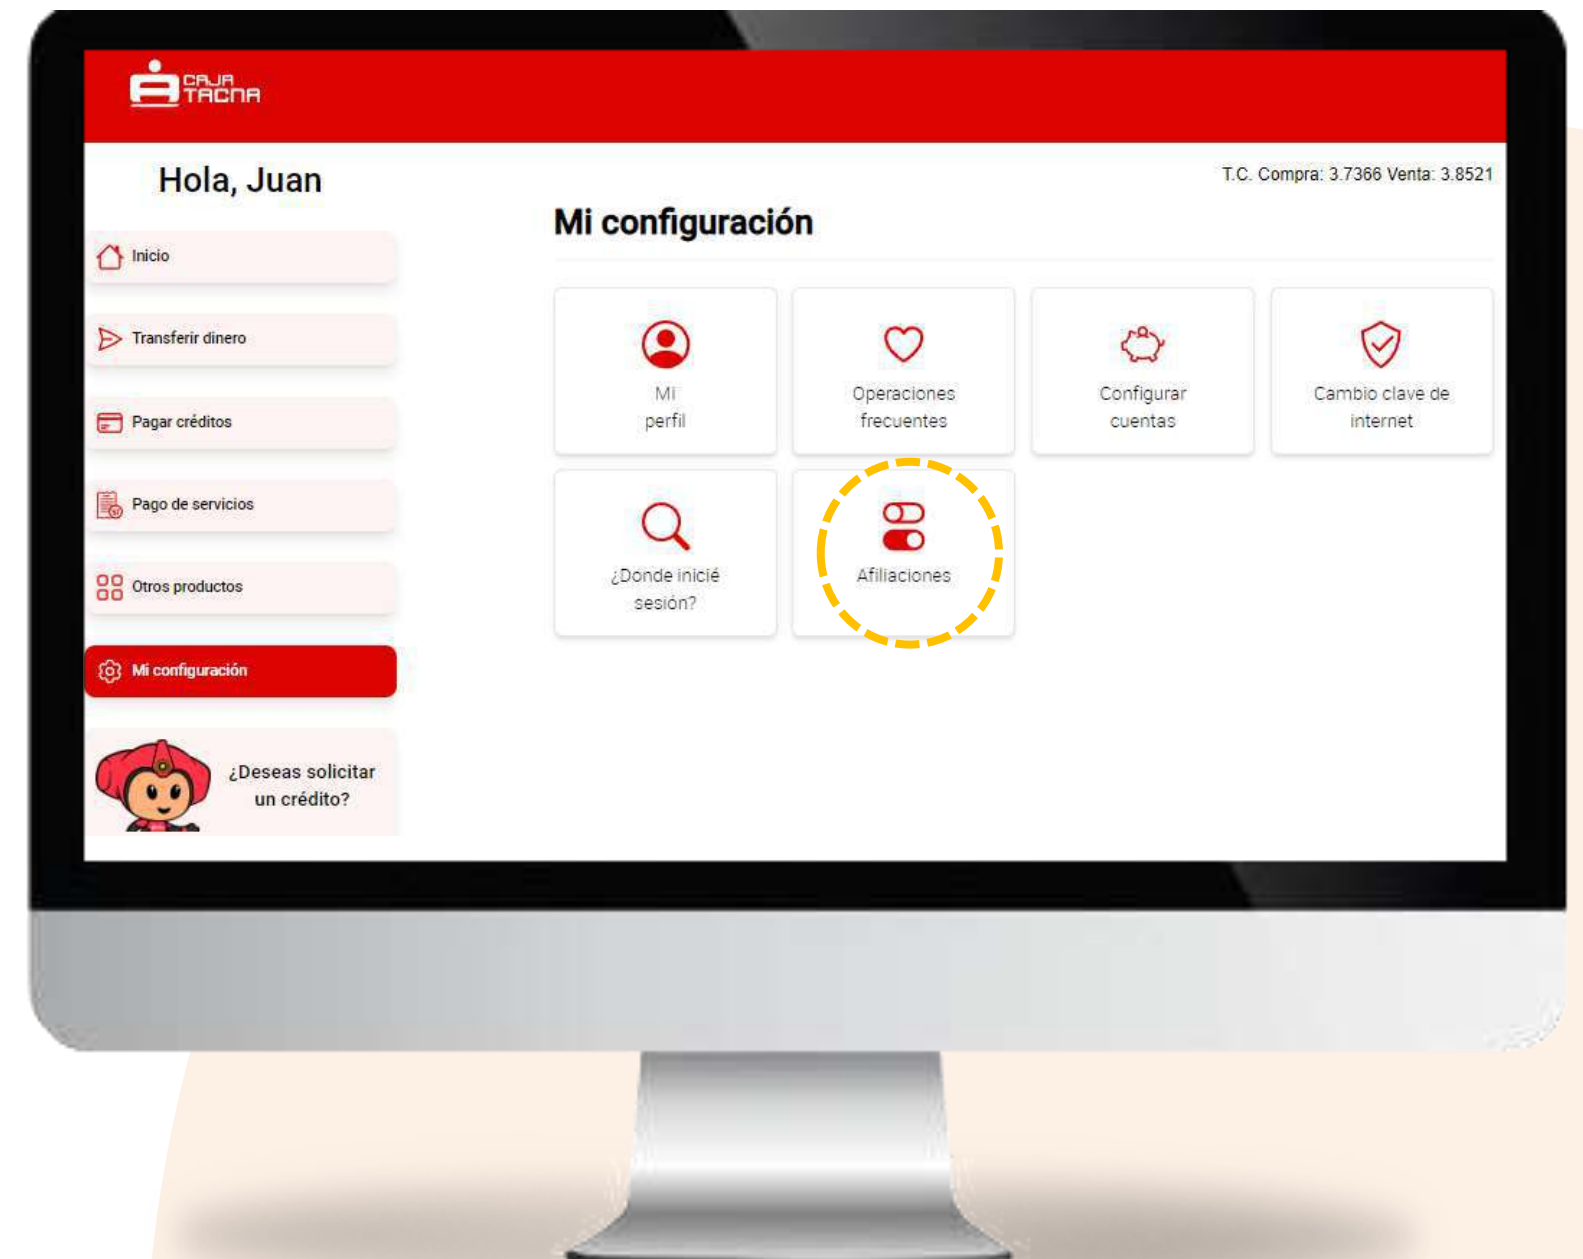 CAJA
TACNA
Hola, Juan
T.C. Compra: 3.7366 Venta: 3.8521
Mi configuración
Inicio
Transferir dinero
Pagar créditos
Pago de servicios
Otros productos
Mi configuración
¿Deseas solicitar
un crédito?
Mi
perfil
Operaciones
frecuentes
Configurar
cuentas
Cambio clave de
internet
¿Donde inicié
sesión?
Afiliaciones